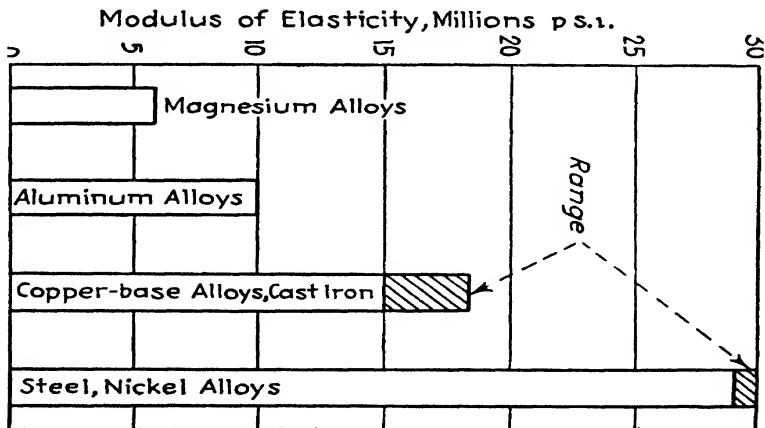 Modulus of Elasticity, Millions p s.i.
0 5 10 15 20 25 30
Magnesium Alloys
Aluminum Alloys
Range
Copper-base Alloys, Cast Iron
Steel, Nickel Alloys